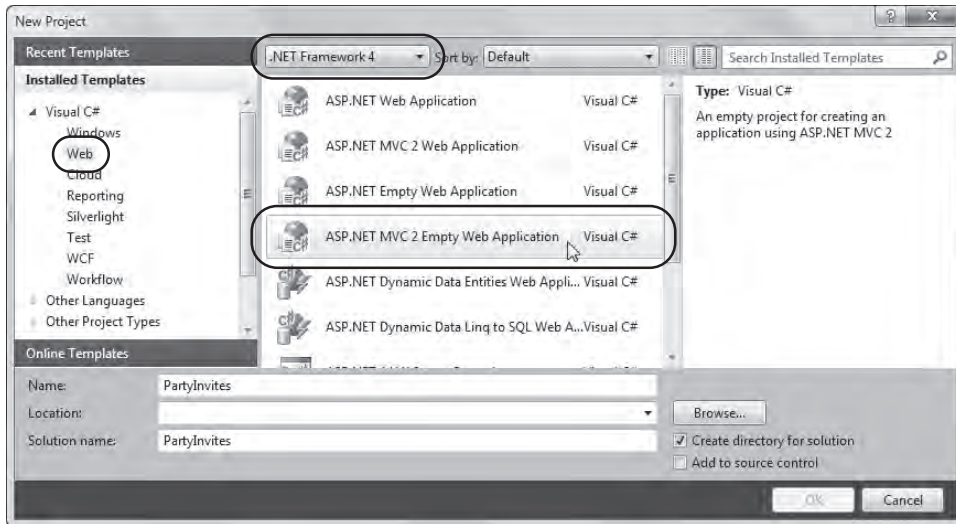 New Project
Recent Templates
.NET Framework 4
Sort by: Default
Search Installed Templates
Installed Templates
Visual C#
Windows
Web
Cloud
Reporting
Silverlight
Test
WCF
Workflow
Other Languages
Other Project Types
Online Templates
ASP.NET Web Application Visual C#
ASP.NET MVC 2 Web Application Visual C#
ASP.NET Empty Web Application Visual C#
ASP.NET MVC 2 Empty Web Application Visual C#
ASP.NET Dynamic Data Entities Web Appli... Visual C#
ASP.NET Dynamic Data Linq to SQL Web A... Visual C#
Type: Visual C#
An empty project for creating an
application using ASP.NET MVC 2
Name: PartyInvites
Location:
Browse...
Solution name: PartyInvites
Create directory for solution
Add to source control
OK
Cancel